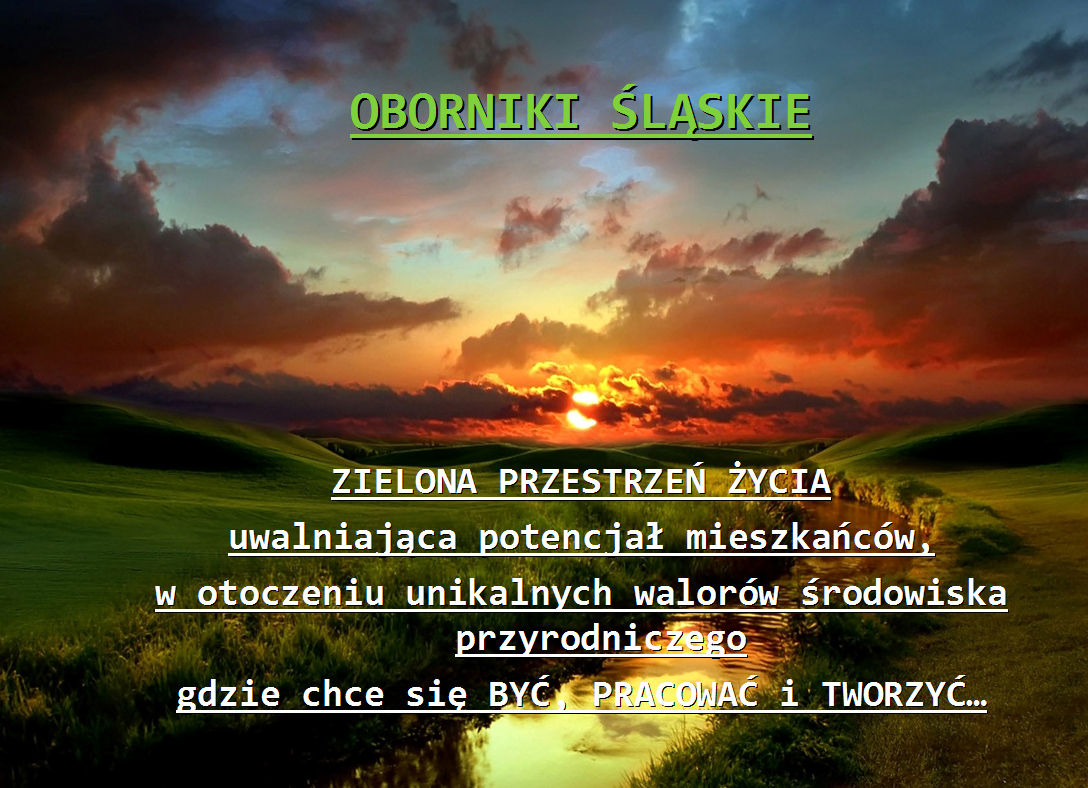 OBORNIKI ŚLĄSKIE
ZIELONA PRZESTRZEŃ ŻYCIA
uwalniająca potencjał mieszkańców,
w otoczeniu unikalnych walorów środowiska
przyrodniczego
gdzie chce się BYĆ, PRACOWAĆ i TWORZYĆ…